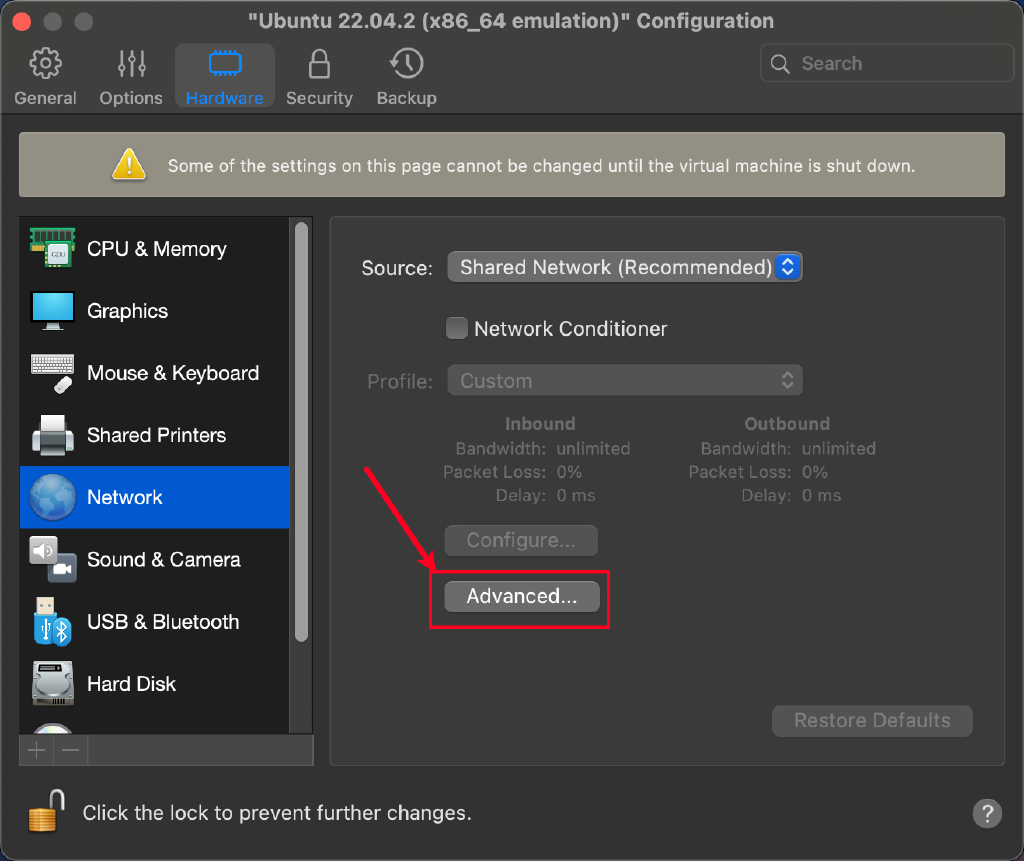 "Ubuntu 22.04.2 (x86_64 emulation)" Configuration
General Options Hardware Security Backup
Search
Some of the settings on this page cannot be changed until the virtual machine is shut down.
CPU & Memory
Graphics
Mouse & Keyboard
Shared Printers
Network
Sound & Camera
USB & Bluetooth
Hard Disk
Source: Shared Network (Recommended)
Network Conditioner
Profile: Custom
Inbound Outbound
Bandwidth: unlimited Bandwidth: unlimited
Packet Loss: 0% Packet Loss: 0%
Delay: 0 ms Delay: 0 ms
Configure...
Advanced...
Restore Defaults
Click the lock to prevent further changes.
?